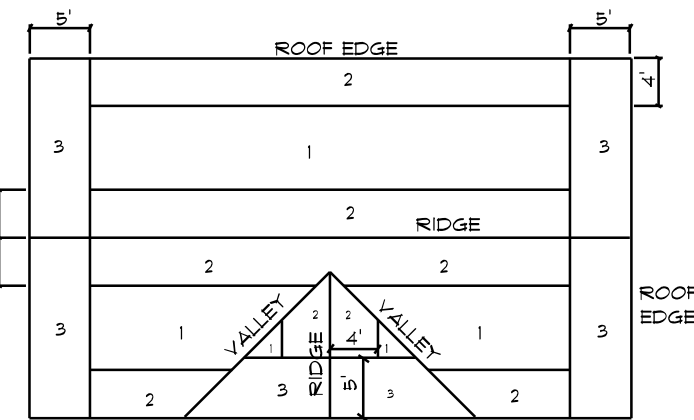 5' 5'
ROOF EDGE
2
4'
3 1 3
2
RIDGE
2 2
ROOF
EDGE
VALLEY 2 2 VALLEY
3 1 1 1 1 3
RIDGE 4'
3 5' 3
2 2